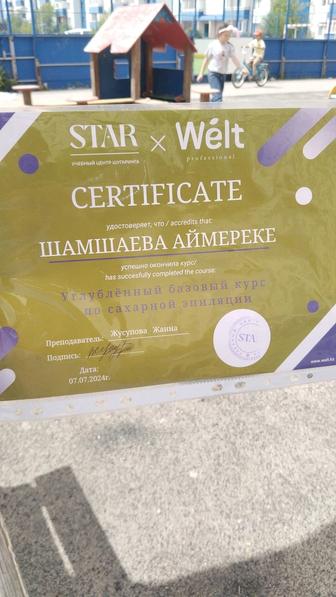 STAR × Wélt
УЧЕБНЫЙ ЦЕНТР ШУГАРИНГА
professional
CERTIFICATE
удостоверяет, что / accredits that:
ШАМШАЕВА АЙМЕРЕКЕ
успешно окончила курс/
has succesfully completed the course:
Углублённый базовый курс
по сахарной эпиляции
Преподаватель: Жусупова Жанна
Подпись:
Дата:
07.07.2024г.
STAR
www.welt.kz